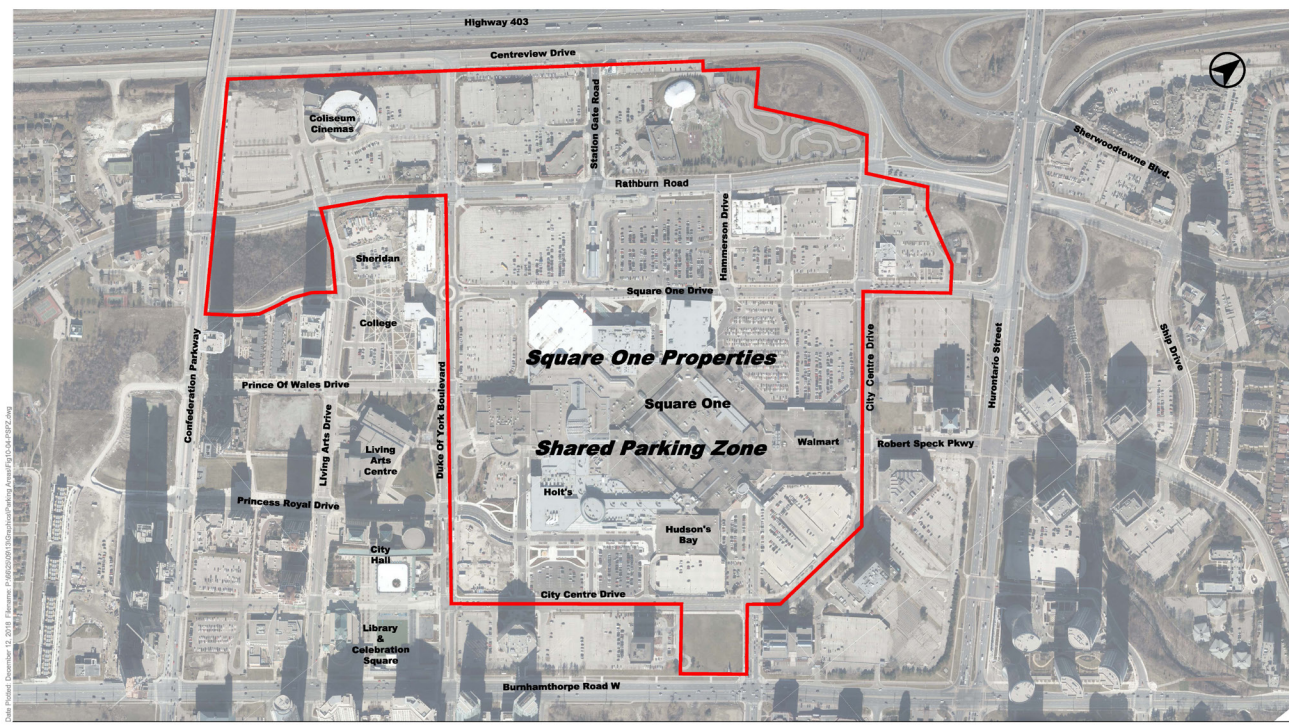 Highway 403
Centreview Drive
Station Gate Road
Coliseum
Cinemas
Sherwoodtowne Blvd.
Rathburn Road
Hammerson Drive
Sheridan
College
Square One Drive
Confederation Parkway
Square One Properties
City Centre Drive
Hurontario Street
Ship Drive
Prince Of Wales Drive
Duke Of York Boulevard
Square One
Living Arts Drive
Shared Parking Zone
Walmart
Robert Speck Pkwy
Living
Arts
Centre
Princess Royal Drive
Holt's
Hudson's
Bay
City
Hall
City Centre Drive
Library
&
Celebration
Square
Burnhamthorpe Road W